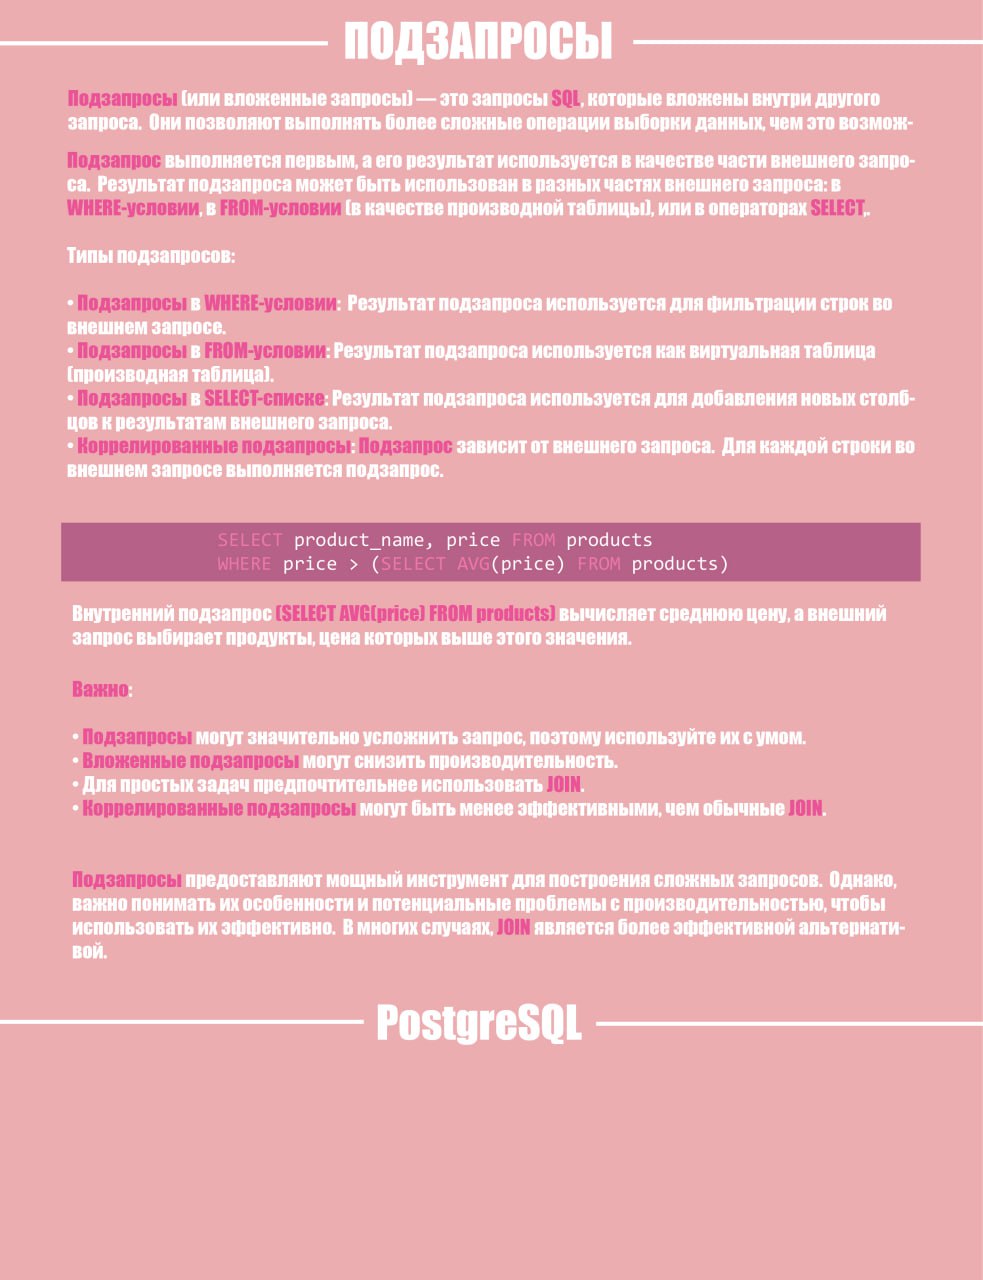 ПОДЗАПРОСЫ
Подзапросы (или вложенные запросы) — это запросы SQL, которые вложены внутри другого
запроса. Они позволяют выполнять более сложные операции выборки данных, чем это возмож-
Подзапрос выполняется первым, а его результат используется в качестве части внешнего запро-
са. Результат подзапроса может быть использован в разных частях внешнего запроса: в
WHERE-условии, в FROM-условии (в качестве производной таблицы), или в операторах SELECT,.
Типы подзапросов:
• Подзапросы в WHERE-условии: Результат подзапроса используется для фильтрации строк во
внешнем запросе.
• Подзапросы в FROM-условии: Результат подзапроса используется как виртуальная таблица
(производная таблица).
• Подзапросы в SELECT-списке: Результат подзапроса используется для добавления новых столб-
цов к результатам внешнего запроса.
• Коррелированные подзапросы: Подзапрос зависит от внешнего запроса. Для каждой строки во
внешнем запросе выполняется подзапрос.
SELECT product_name, price FROM products
WHERE price > (SELECT AVG(price) FROM products)
Внутренний подзапрос (SELECT AVG(price) FROM products) вычисляет среднюю цену, а внешний
запрос выбирает продукты, цена которых выше этого значения.
Важно:
• Подзапросы могут значительно усложнить запрос, поэтому используйте их с умом.
• Вложенные подзапросы могут снизить производительность.
• Для простых задач предпочтительнее использовать JOIN.
• Коррелированные подзапросы могут быть менее эффективными, чем обычные JOIN.
Подзапросы предоставляют мощный инструмент для построения сложных запросов. Однако,
важно понимать их особенности и потенциальные проблемы с производительностью, чтобы
использовать их эффективно. В многих случаях, JOIN является более эффективной альтернати-
вой.
PostgreSQL